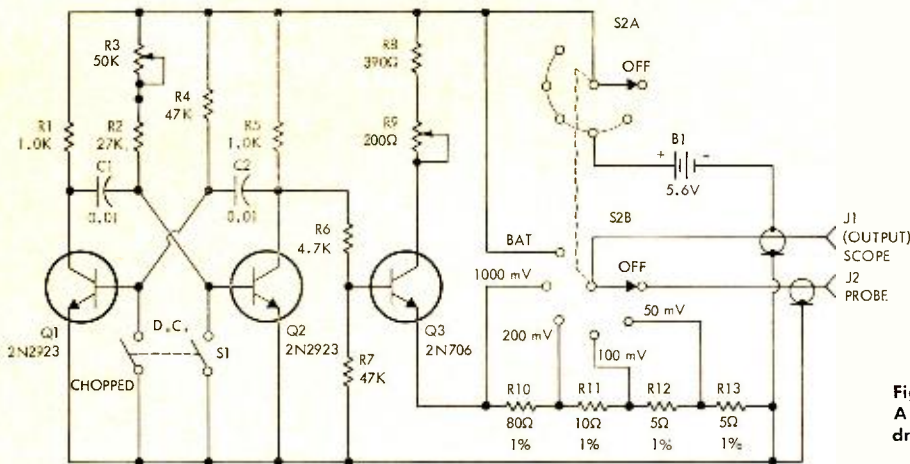 R3
50K
R4
47K
R8
390Ω
R1
1.0K
R2
27K
R5
1.0K
R9
200Ω
C1
0.01
C2
0.01
S2A
OFF
B1
+ -
5.6V
R6
4.7K
BAT
S2B
J1
(OUTPUT)
SCOPE
1000 mV
OFF
J2
PROBE
200 mV
50 mV
100 mV
Q1
2N2923
D.C.
S1
CHOPPED
Q2
2N2923
Q3
2N706
R7
47K
R10
80Ω
1%
R11
10Ω
1%
R12
5Ω
1%
R13
5Ω
1%
Fig
A
dr